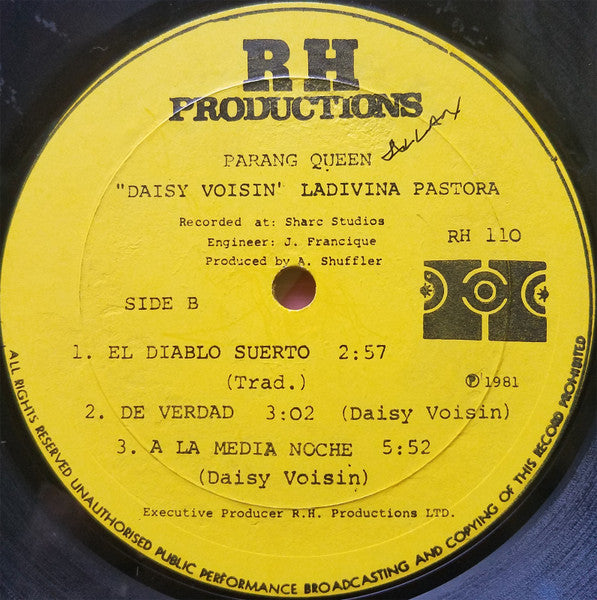 RH
PRODUCTIONS
PARANG QUEEN
"DAISY VOISIN' LADIVINA PASTORA
Recorded at: Sharc Studios
Engineer: J. Francique
Produced by A. Shuffler
RH 110
SIDE B
1. EL DIABLO SUERTO 2:57
(Trad.)
℗ 1981
2. DE VERDAD 3:02 (Daisy Voisin)
3. A LA MEDIA NOCHE 5:52
(Daisy Voisin)
Executive Producer R.H. Productions LTD.
ALL RIGHTS RESERVED UNAUTHORISED PUBLIC PERFORMANCE BROADCASTING AND COPYING OF THIS RECORD PROHIBITED